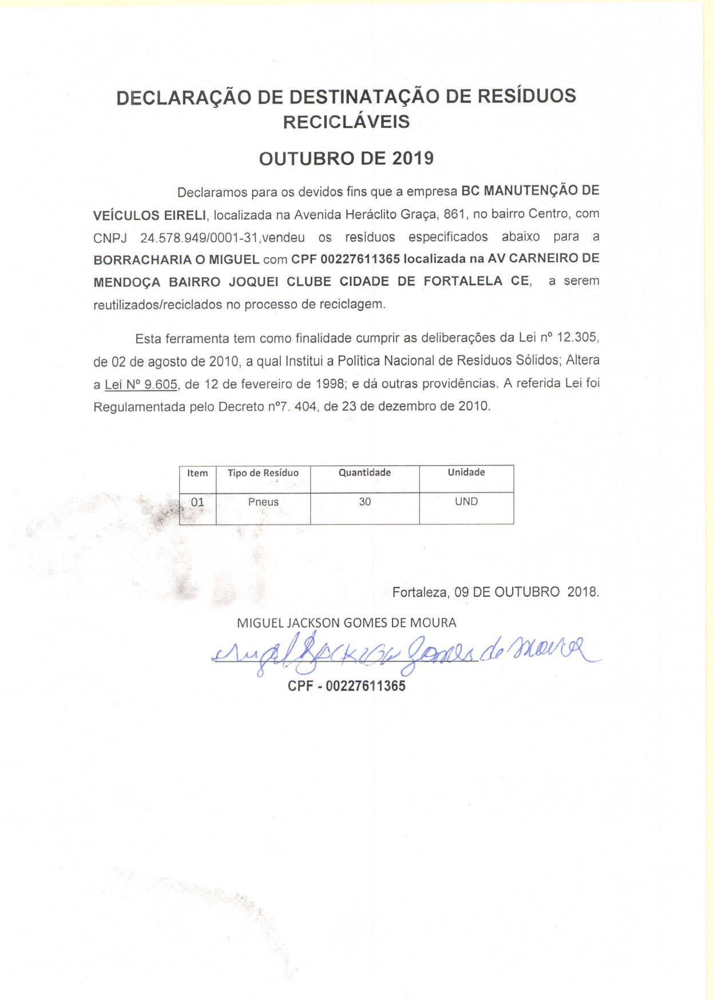 DECLARAÇÃO DE DESTINATAÇÃO DE RESÍDUOS
RECICLÁVEIS
OUTUBRO DE 2019
Declaramos para os devidos fins que a empresa BC MANUTENÇÃO DE
VEÍCULOS EIRELI, localizada na Avenida Heráclito Graça, 861, no bairro Centro, com
CNPJ 24.578.949/0001-31,vendeu os resíduos especificados abaixo para a
BORRACHARIA O MIGUEL com CPF 00227611365 localizada na AV CARNEIRO DE
MENDOÇA BAIRRO JOQUEI CLUBE CIDADE DE FORTALELA CE, a serem
reutilizados/reciclados no processo de reciclagem.
Esta ferramenta tem como finalidade cumprir as deliberações da Lei nº 12.305,
de 02 de agosto de 2010, a qual Institui a Política Nacional de Resíduos Sólidos; Altera
a Lei Nº 9.605, de 12 de fevereiro de 1998; e dá outras providências. A referida Lei foi
Regulamentada pelo Decreto nº7. 404, de 23 de dezembro de 2010.
Item Tipo de Resíduo Quantidade Unidade
01 Pneus 30 UND
Fortaleza, 09 DE OUTUBRO 2018.
MIGUEL JACKSON GOMES DE MOURA
Miguel Jackson Gomes de Moura
CPF - 00227611365